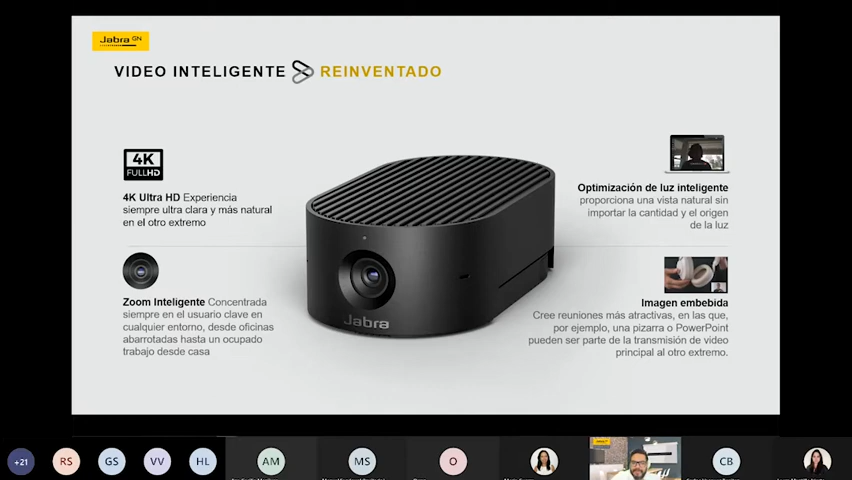 Jabra GN
VIDEO INTELIGENTE REINVENTADO
4K
FULLHD
4K Ultra HD Experiencia
siempre ultra clara y más natural
en el otro extremo
Zoom Inteligente Concentrada
siempre en el usuario clave en
cualquier entorno, desde oficinas
abarrotadas hasta un ocupado
trabajo desde casa
Jabra
Optimización de luz inteligente
proporciona una vista natural sin
importar la cantidad y el origen
de la luz
Imagen embebida
Cree reuniones más atractivas, en las que,
por ejemplo, una pizarra o PowerPoint
pueden ser parte de la transmisión de video
principal al otro extremo.
+21
RS
GS
VV
HL
AM
MS
O
CB